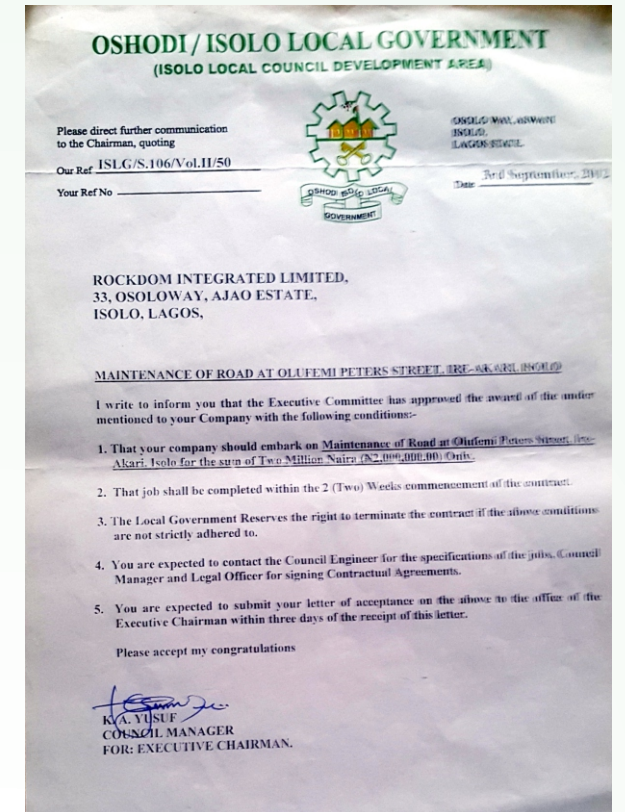 OSHODI / ISOLO LOCAL GOVERNMENT
(ISOLO LOCAL COUNCIL DEVELOPMENT AREA)
Please direct further communication
to the Chairman, quoting
Our Ref ISLG/S.106/Vol.II/50
Your Ref No
OSOLO WAY,
ISOLO,
LAGOS STATE.
Date 3rd September,
OSHODI ISOLO LOCAL
GOVERNMENT
ROCKDOM INTEGRATED LIMITED,
33, OSOLOWAY, AJAO ESTATE,
ISOLO, LAGOS,
MAINTENANCE OF ROAD AT OLUFEMI PETERS STREET, IRE-AKARI, ISOLO
I write to inform you that the Executive Committee has approved the award of the under
mentioned to your Company with the following conditions:-
1. That your company should embark on Maintenance of Road at Olufemi Peters Street, Ire-
Akari, Isolo for the sum of Two Million Naira (₦2,000,000.00) Only.
2. That job shall be completed within the 2 (Two) Weeks commencement of the contract.
3. The Local Government Reserves the right to terminate the contract if the above conditions
are not strictly adhered to.
4. You are expected to contact the Council Engineer for the specifications of the jobs, Council
Manager and Legal Officer for signing Contractual Agreements.
5. You are expected to submit your letter of acceptance on the above to the office of the
Executive Chairman within three days of the receipt of this letter.
Please accept my congratulations
K. A. YUSUF
COUNCIL MANAGER
FOR: EXECUTIVE CHAIRMAN.